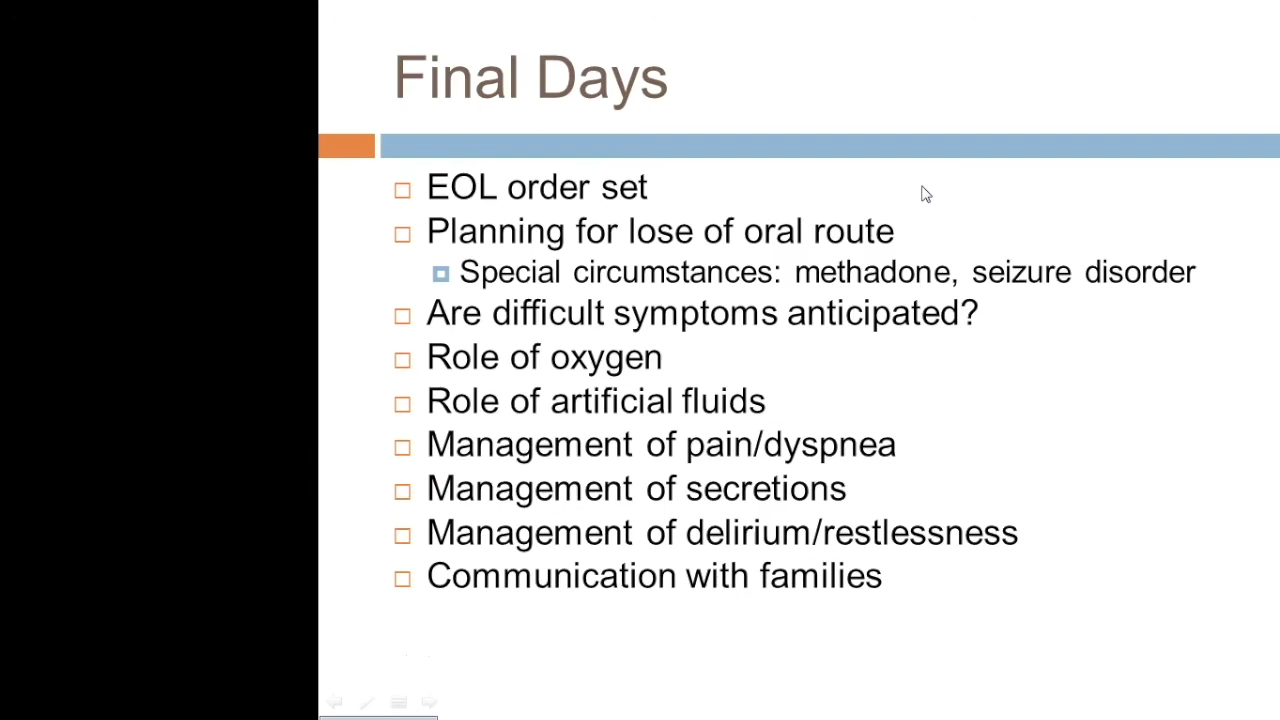 Final Days
EOL order set
Planning for lose of oral route
Special circumstances: methadone, seizure disorder
Are difficult symptoms anticipated?
Role of oxygen
Role of artificial fluids
Management of pain/dyspnea
Management of secretions
Management of delirium/restlessness
Communication with families